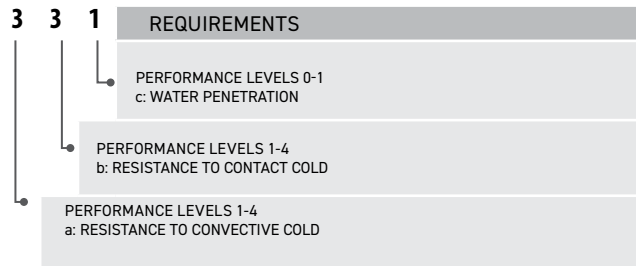 3 3 1 REQUIREMENTS
PERFORMANCE LEVELS 0-1
c: WATER PENETRATION
PERFORMANCE LEVELS 1-4
b: RESISTANCE TO CONTACT COLD
PERFORMANCE LEVELS 1-4
a: RESISTANCE TO CONVECTIVE COLD